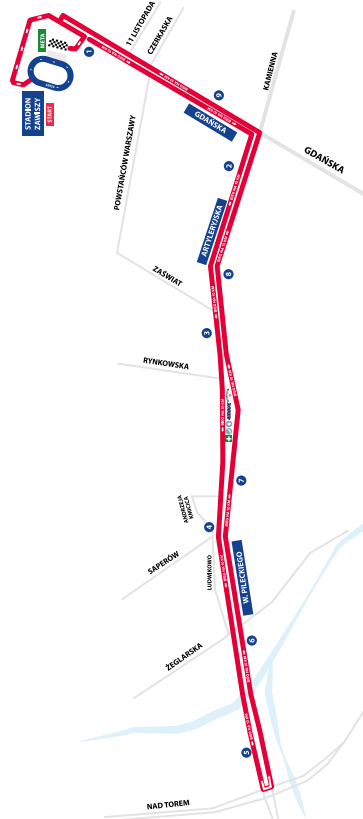 11 LISTOPADA
CZERKASKA
META
1
STADION
ZAWISZY
START
9
KAMIENNA
GDAŃSKA
GDAŃSKA
2
POWSTAŃCÓW WARSZAWY
ARTYLERYJSKA
ZAŚWIAT
8
3
RYNKOWSKA
7
ANDRZEJA
KMICICA
4
SAPERÓW
LUDWIKOWO
W. PILECKIEGO
ŻEGLARSKA
6
5
NAD TOREM